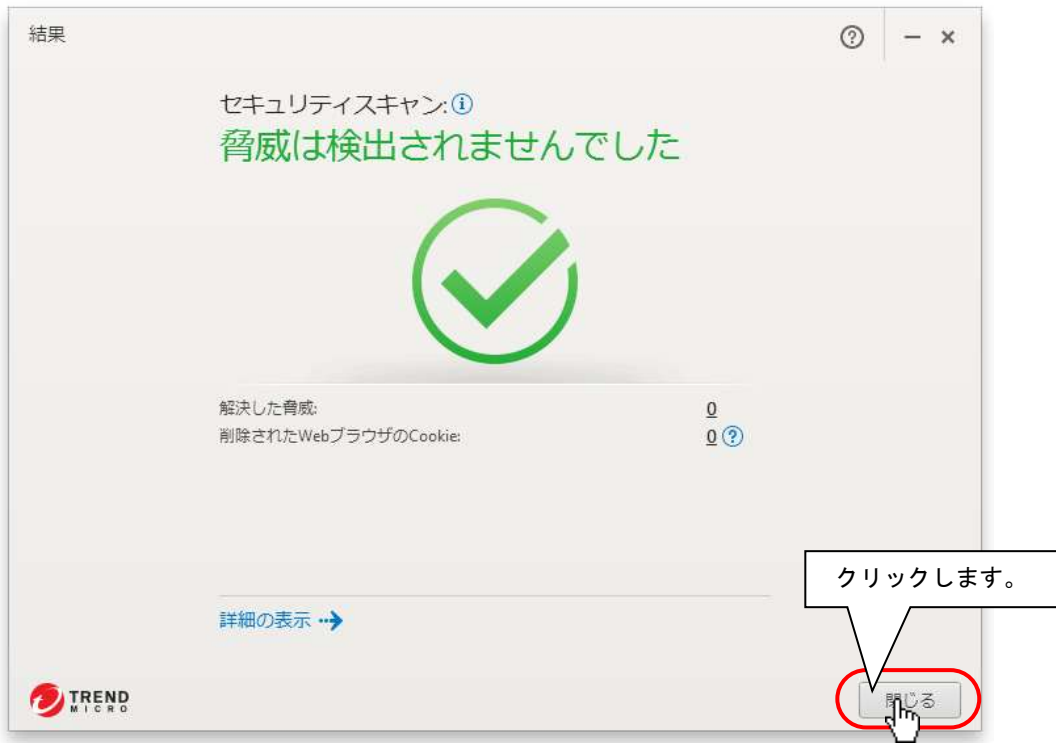 結果
セキュリティスキャン:
脅威は検出されませんでした
解決した脅威: 0
削除されたWebブラウザのCookie: 0
クリックします。
詳細の表示
TREND
MICRO
閉じる